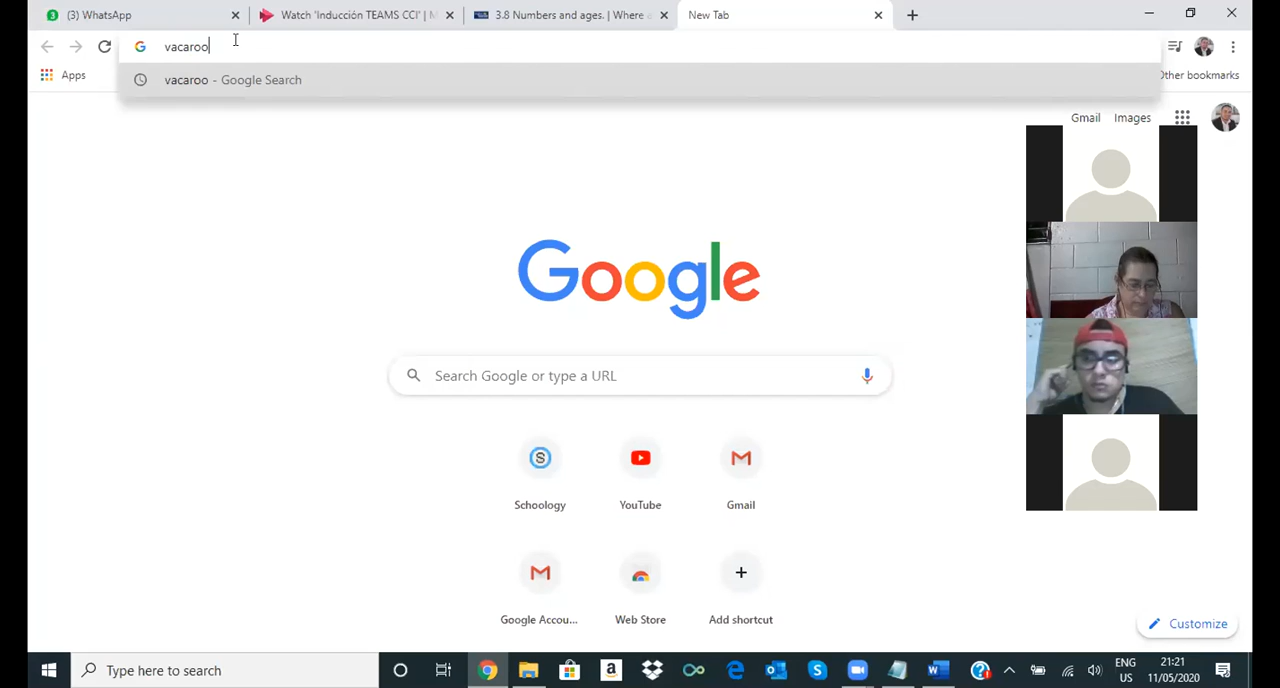 (3) WhatsApp
Watch 'Inducción TEAMS CCI' | M
3.8 Numbers and ages. | Where
New Tab
vacaroo
vacaroo - Google Search
Apps
Other bookmarks
Gmail
Images
Google
Search Google or type a URL
Schoology
YouTube
Gmail
Google Accou...
Web Store
Add shortcut
Customize
Type here to search
ENG
US
21:21
11/05/2020